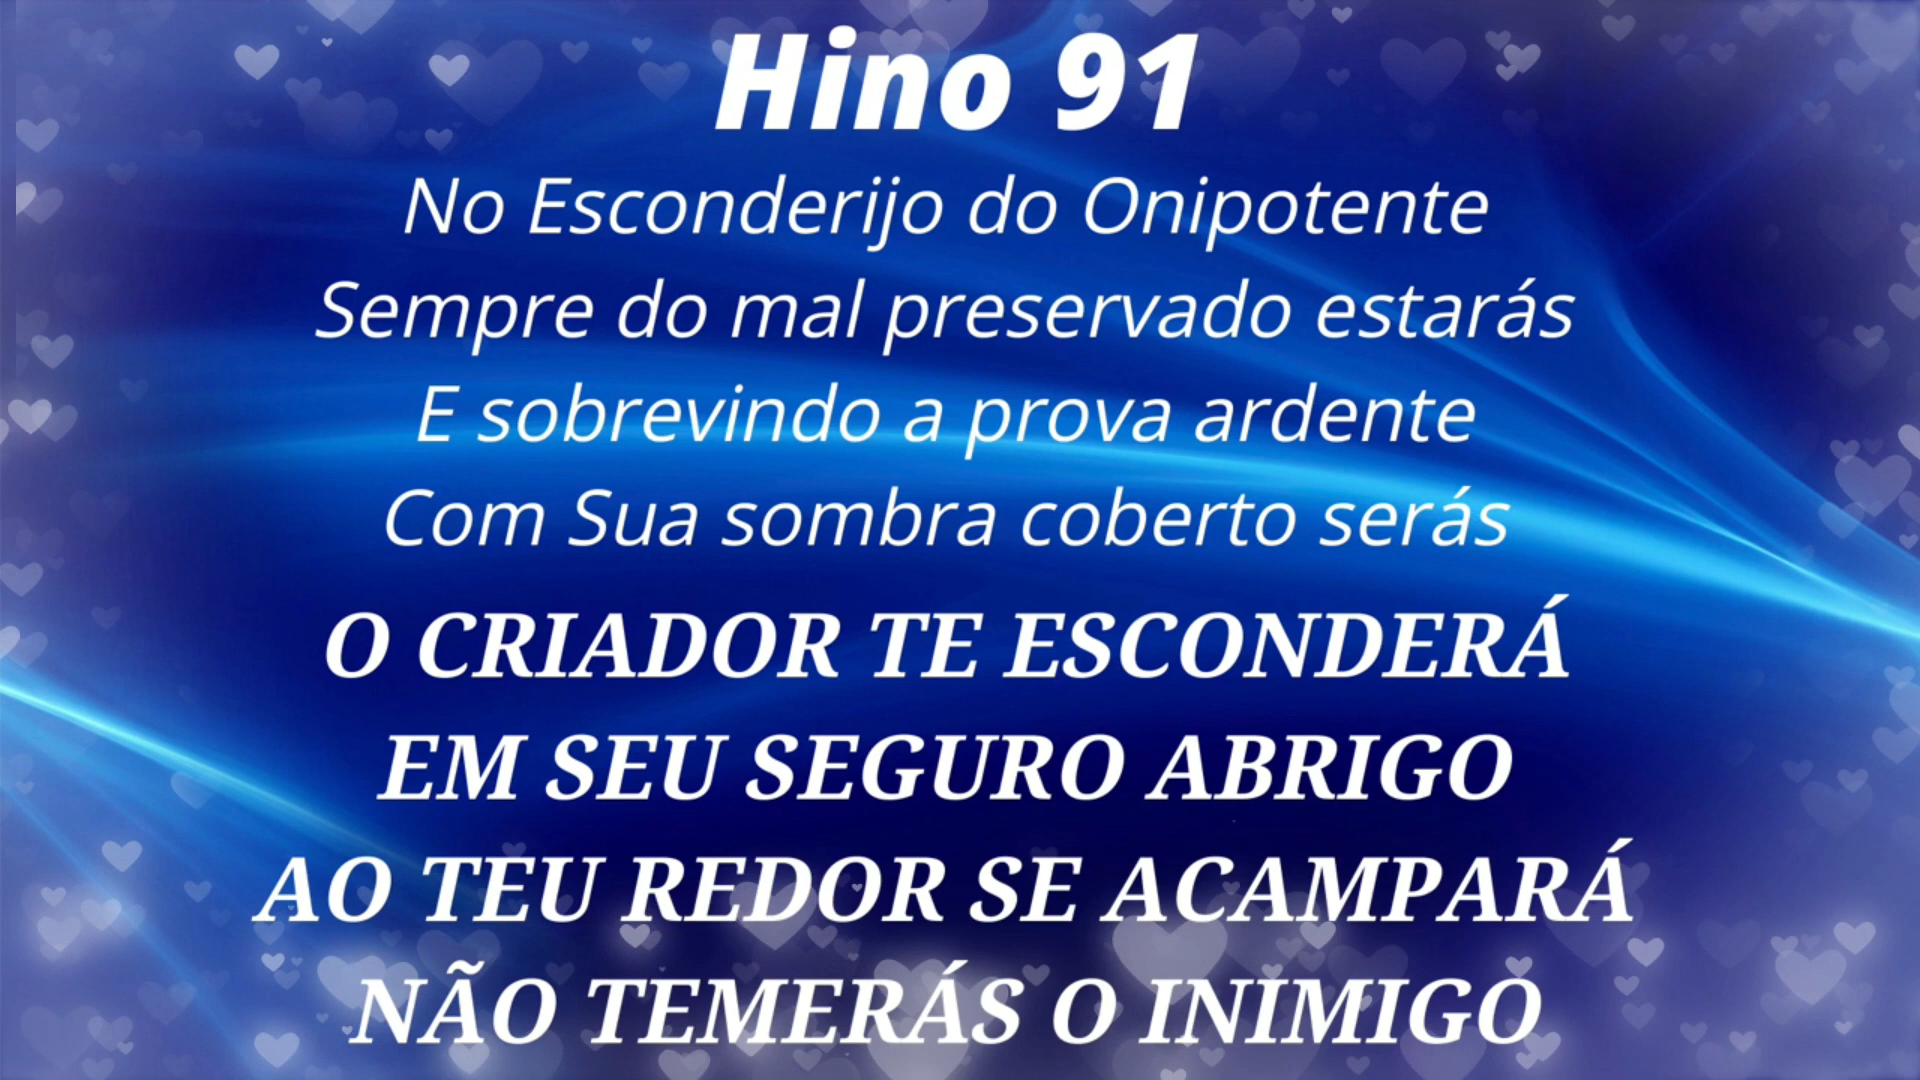 Hino 91
No Esconderijo do Onipotente
Sempre do mal preservado estarás
E sobrevindo a prova ardente
Com Sua sombra coberto serás
O CRIADOR TE ESCONDERÁ
EM SEU SEGURO ABRIGO
AO TEU REDOR SE ACAMPARÁ
NÃO TEMERÁS O INIMIGO